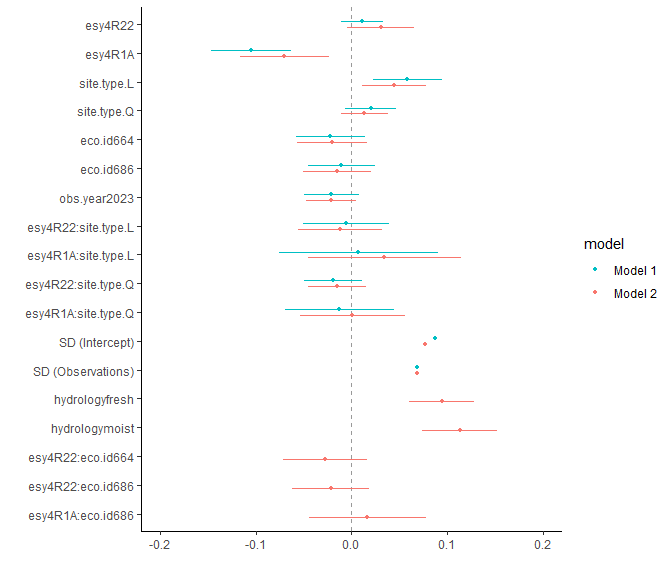 esy4R22
esy4R1A
site.type.L
site.type.Q
eco.id664
eco.id686
obs.year2023
esy4R22:site.type.L
esy4R1A:site.type.L
esy4R22:site.type.Q
esy4R1A:site.type.Q
SD (Intercept)
SD (Observations)
hydrologyfresh
hydrologymoist
esy4R22:eco.id664
esy4R22:eco.id686
esy4R1A:eco.id686
-0.2 -0.1 0.0 0.1 0.2
model
Model 1
Model 2